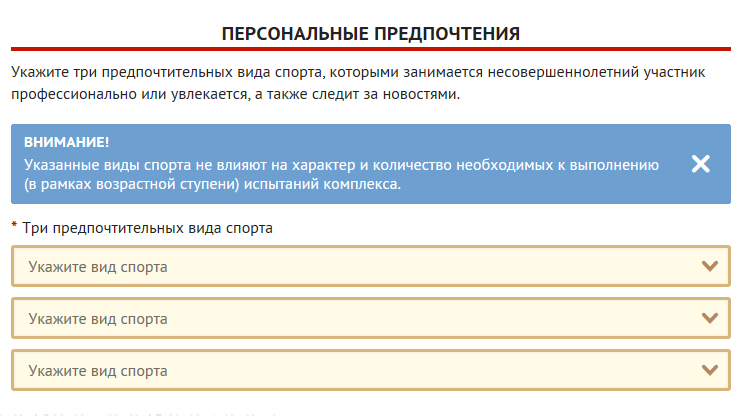 ПЕРСОНАЛЬНЫЕ ПРЕДПОЧТЕНИЯ
Укажите три предпочтительных вида спорта, которыми занимается несовершеннолетний участник
профессионально или увлекается, а также следит за новостями.
ВНИМАНИЕ!
Указанные виды спорта не влияют на характер и количество необходимых к выполнению
(в рамках возрастной ступени) испытаний комплекса.
* Три предпочтительных вида спорта
Укажите вид спорта
Укажите вид спорта
Укажите вид спорта